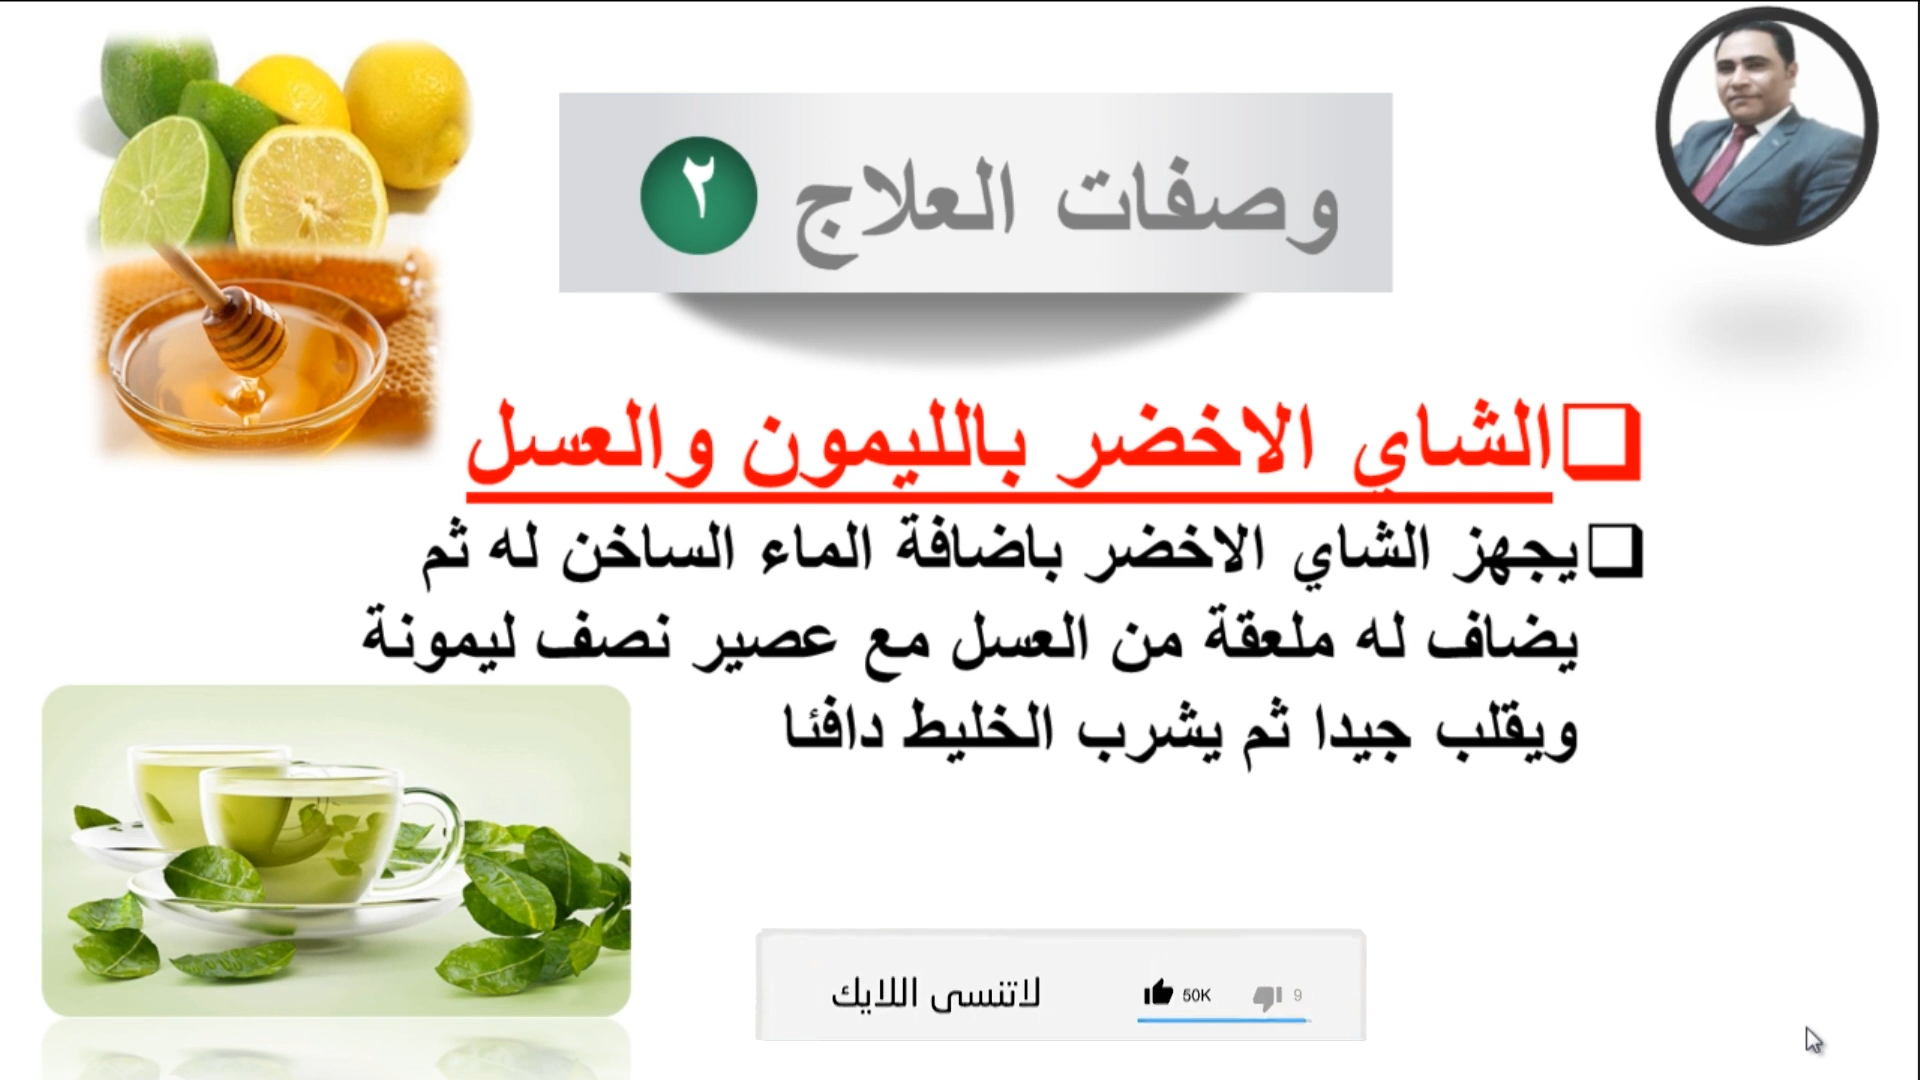 وصفات العلاج ٢
الشاي الاخضر بالليمون والعسل
يجهز الشاي الاخضر باضافة الماء الساخن له ثم
يضاف له ملعقة من العسل مع عصير نصف ليمونة
ويقلب جيدا ثم يشرب الخليط دافئا
لاتنسى اللايك 50K 9